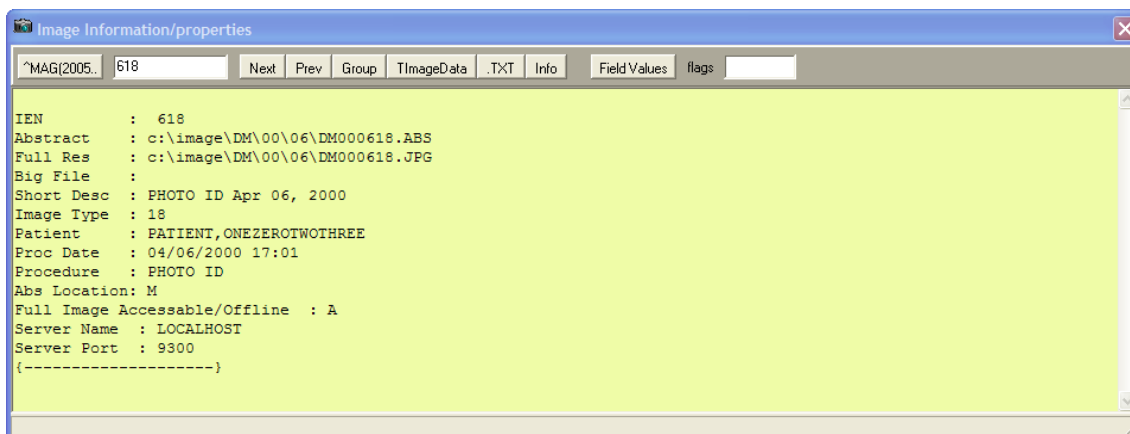 Image Information/properties
^MAG(2005.. 618 Next Prev Group TImageData .TXT Info Field Values flags
IEN : 618
Abstract : c:\image\DM\00\06\DM000618.ABS
Full Res : c:\image\DM\00\06\DM000618.JPG
Big File :
Short Desc : PHOTO ID Apr 06, 2000
Image Type : 18
Patient : PATIENT,ONEZEROTWOTHREE
Proc Date : 04/06/2000 17:01
Procedure : PHOTO ID
Abs Location: M
Full Image Accessable/Offline : A
Server Name : LOCALHOST
Server Port : 9300
{---------------------}